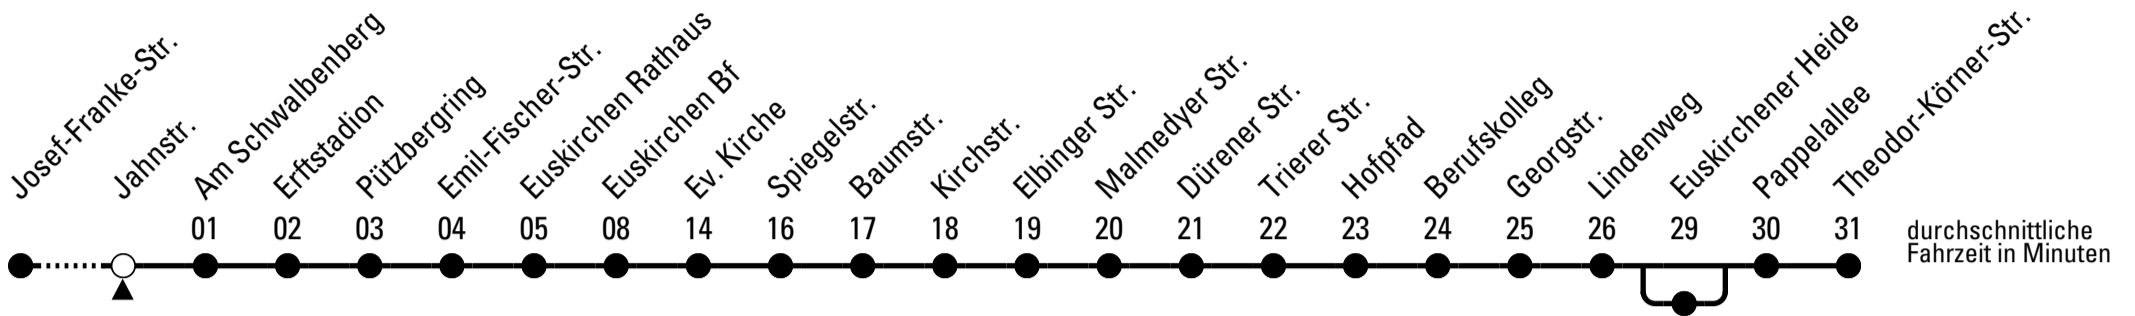 Josef-Franke-Str.
Jahnstr.
Am Schwalbenberg
Erftstadion
Pützbergring
Emil-Fischer-Str.
Euskirchen Rathaus
Euskirchen Bf
Ev. Kirche
Spiegelstr.
Baumstr.
Kirchstr.
Elbinger Str.
Malmedyer Str.
Dürener Str.
Trierer Str.
Hofpfad
Berufskolleg
Georgstr.
Lindenweg
Euskirchener Heide
Pappelallee
Theodor-Körner-Str.
01 02 03 04 05 08 14 16 17 18 19 20 21 22 23 24 25 26 29 30 31
durchschnittliche
Fahrzeit in Minuten